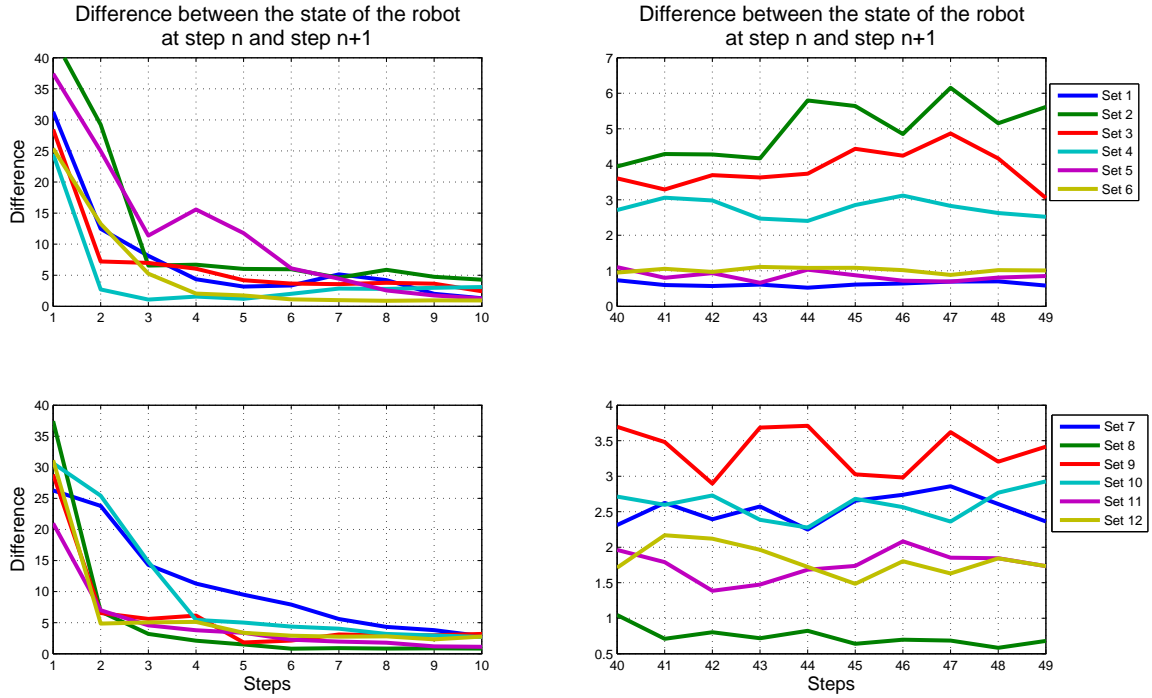 Difference between the state of the robot
at step n and step n+1
Difference between the state of the robot
at step n and step n+1
40
35
30
25
20
15
10
5
0
Difference
1 2 3 4 5 6 7 8 9 10
7
6
5
4
3
2
1
0
40 41 42 43 44 45 46 47 48 49
Set 1
Set 2
Set 3
Set 4
Set 5
Set 6
40
35
30
25
20
15
10
5
0
Difference
1 2 3 4 5 6 7 8 9 10
Steps
4
3.5
3
2.5
2
1.5
1
0.5
40 41 42 43 44 45 46 47 48 49
Steps
Set 7
Set 8
Set 9
Set 10
Set 11
Set 12